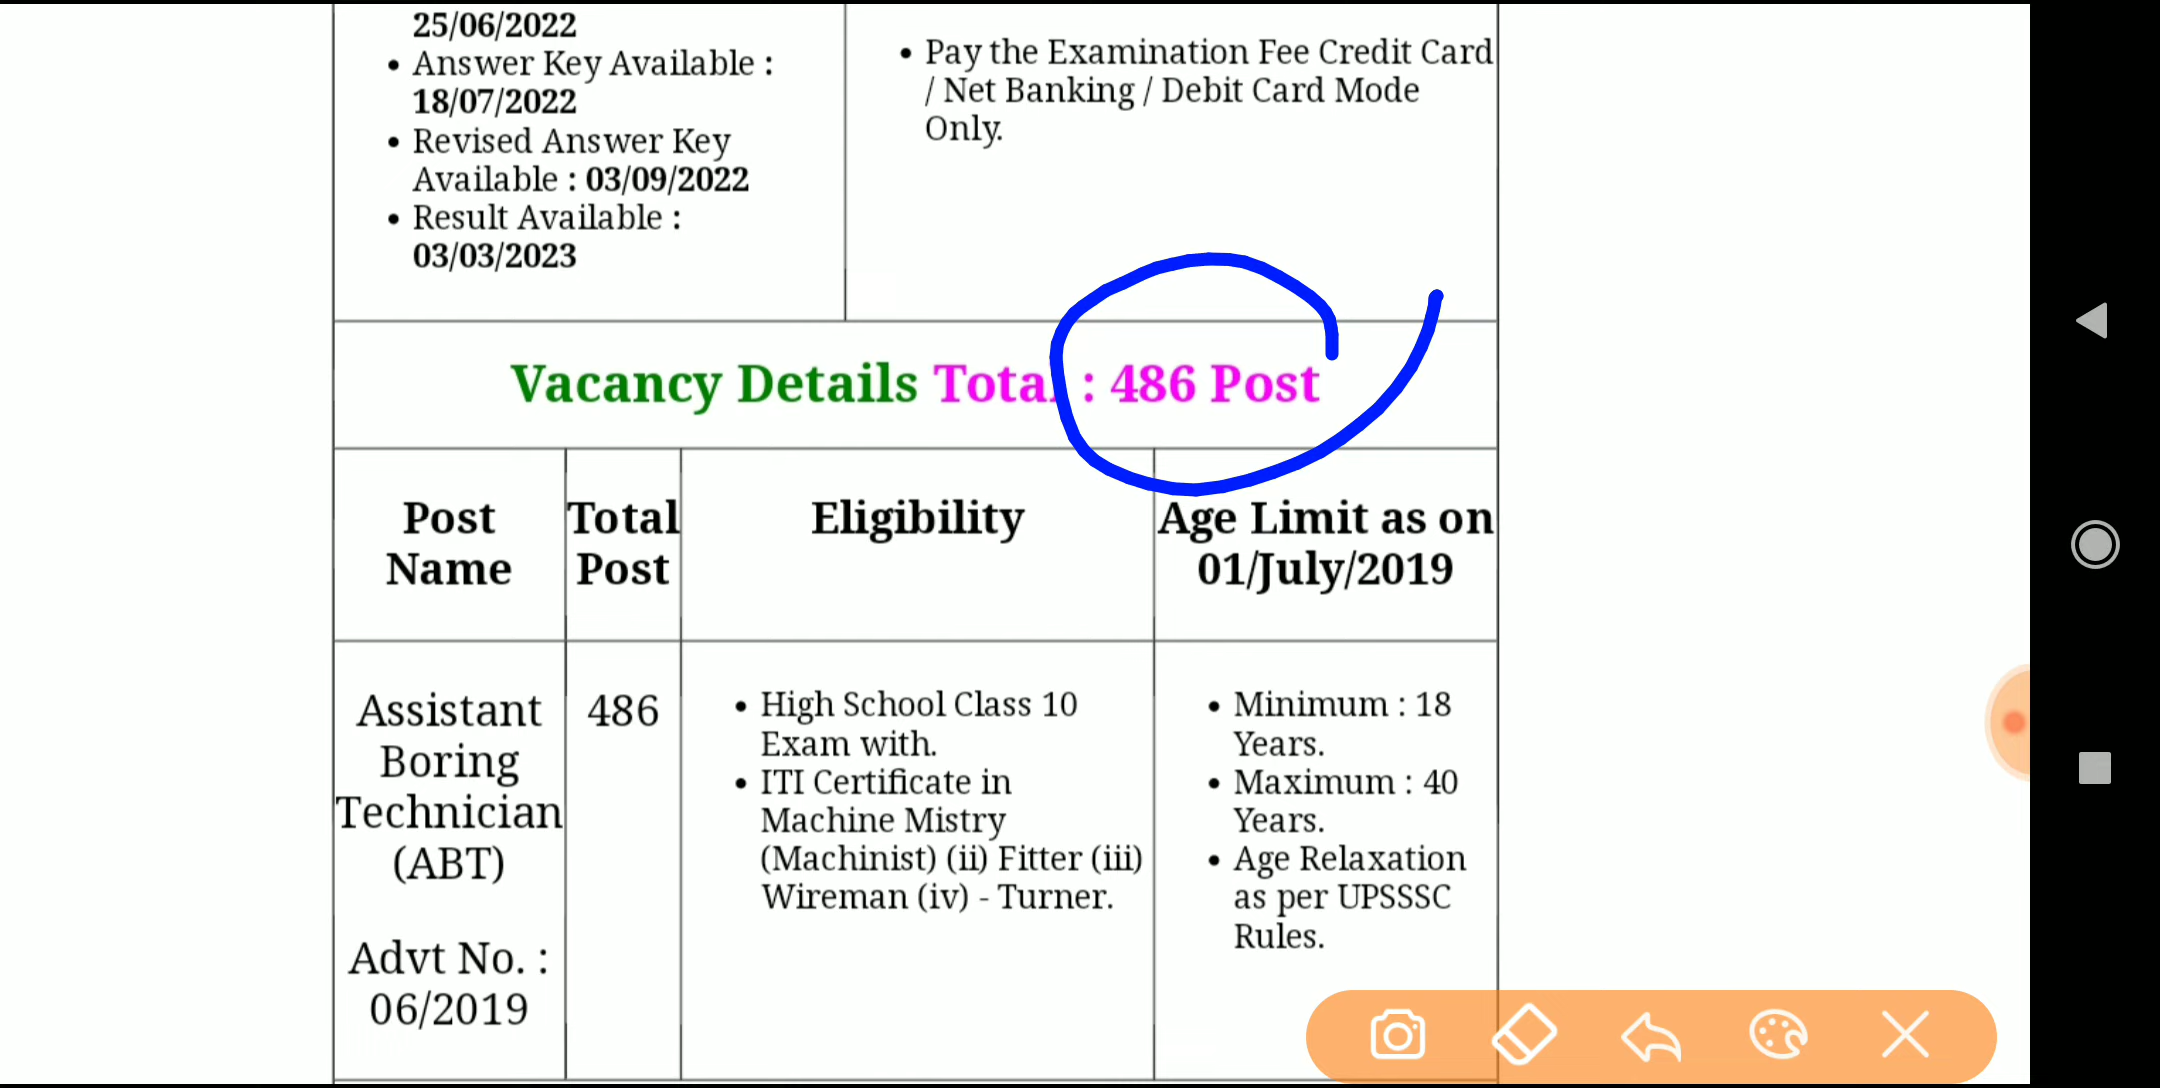 25/06/2022
• Answer Key Available :
18/07/2022
• Revised Answer Key
Available : 03/09/2022
• Result Available :
03/03/2023
• Pay the Examination Fee Credit Card
/ Net Banking / Debit Card Mode
Only.
Vacancy Details Total : 486 Post
Post
Name
Total
Post
Eligibility
Age Limit as on
01/July/2019
Assistant
Boring
Technician
(ABT)
Advt No. :
06/2019
486
• High School Class 10
Exam with.
• ITI Certificate in
Machine Mistry
(Machinist) (ii) Fitter (iii)
Wireman (iv) - Turner.
• Minimum : 18
Years.
• Maximum : 40
Years.
• Age Relaxation
as per UPSSSC
Rules.